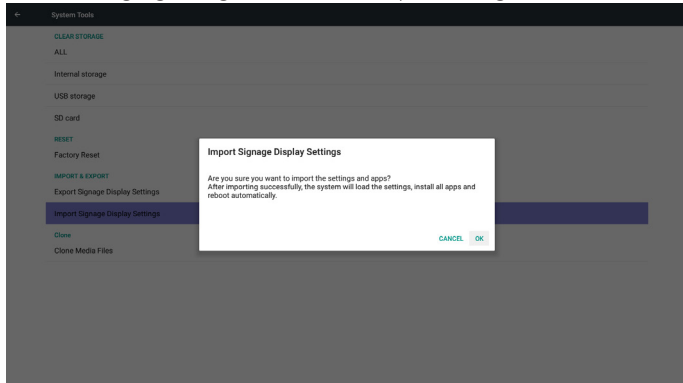 System Tools
CLEAR STORAGE
ALL
Internal storage
USB storage
SD card
RESET
Factory Reset
IMPORT & EXPORT
Export Signage Display Settings
Import Signage Display Settings
Clone
Clone Media Files
Import Signage Display Settings
Are you sure you want to import the settings and apps?
After importing successfully, the system will load the settings, install all apps and
reboot automatically.
CANCEL OK